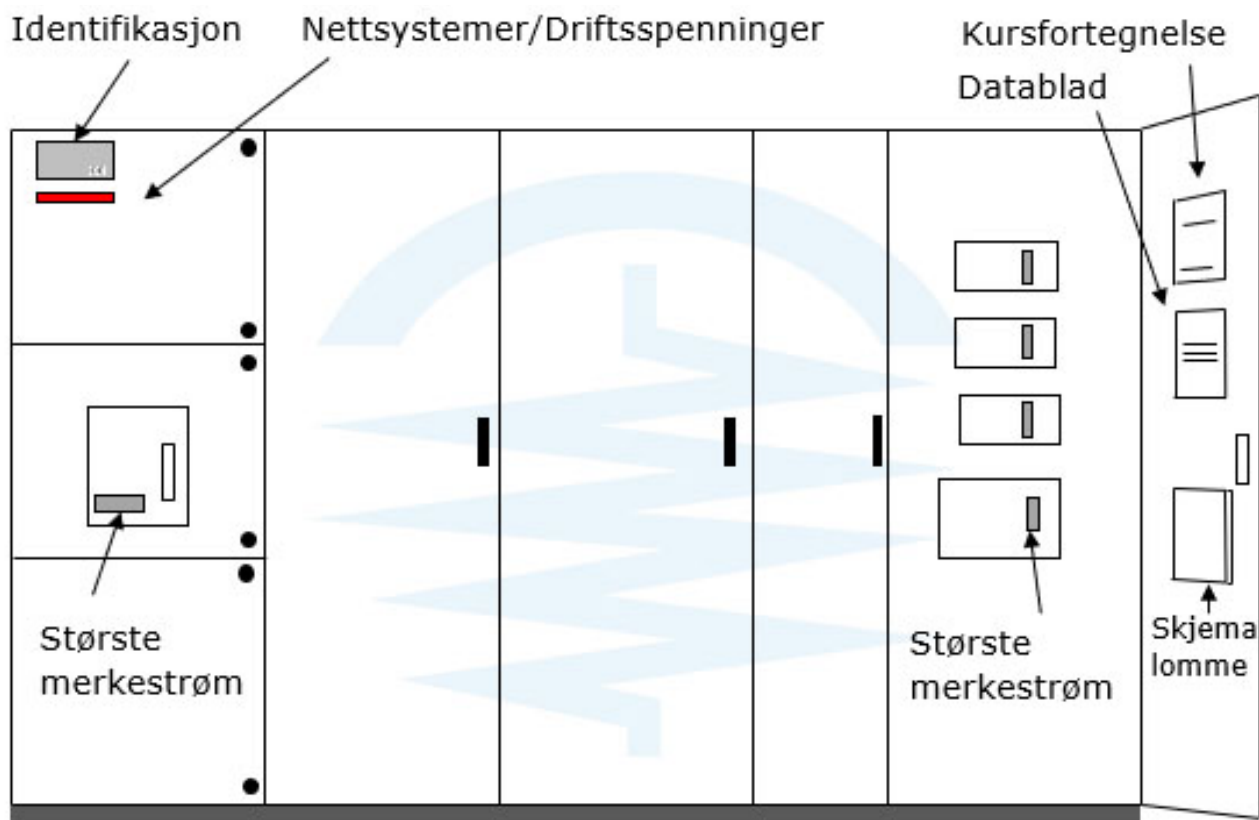 Identifikasjon
Nettsystemer/Driftsspenninger
Kursfortegnelse
Datablad
Største
merkestrøm
Største
merkestrøm
Skjema
lomme